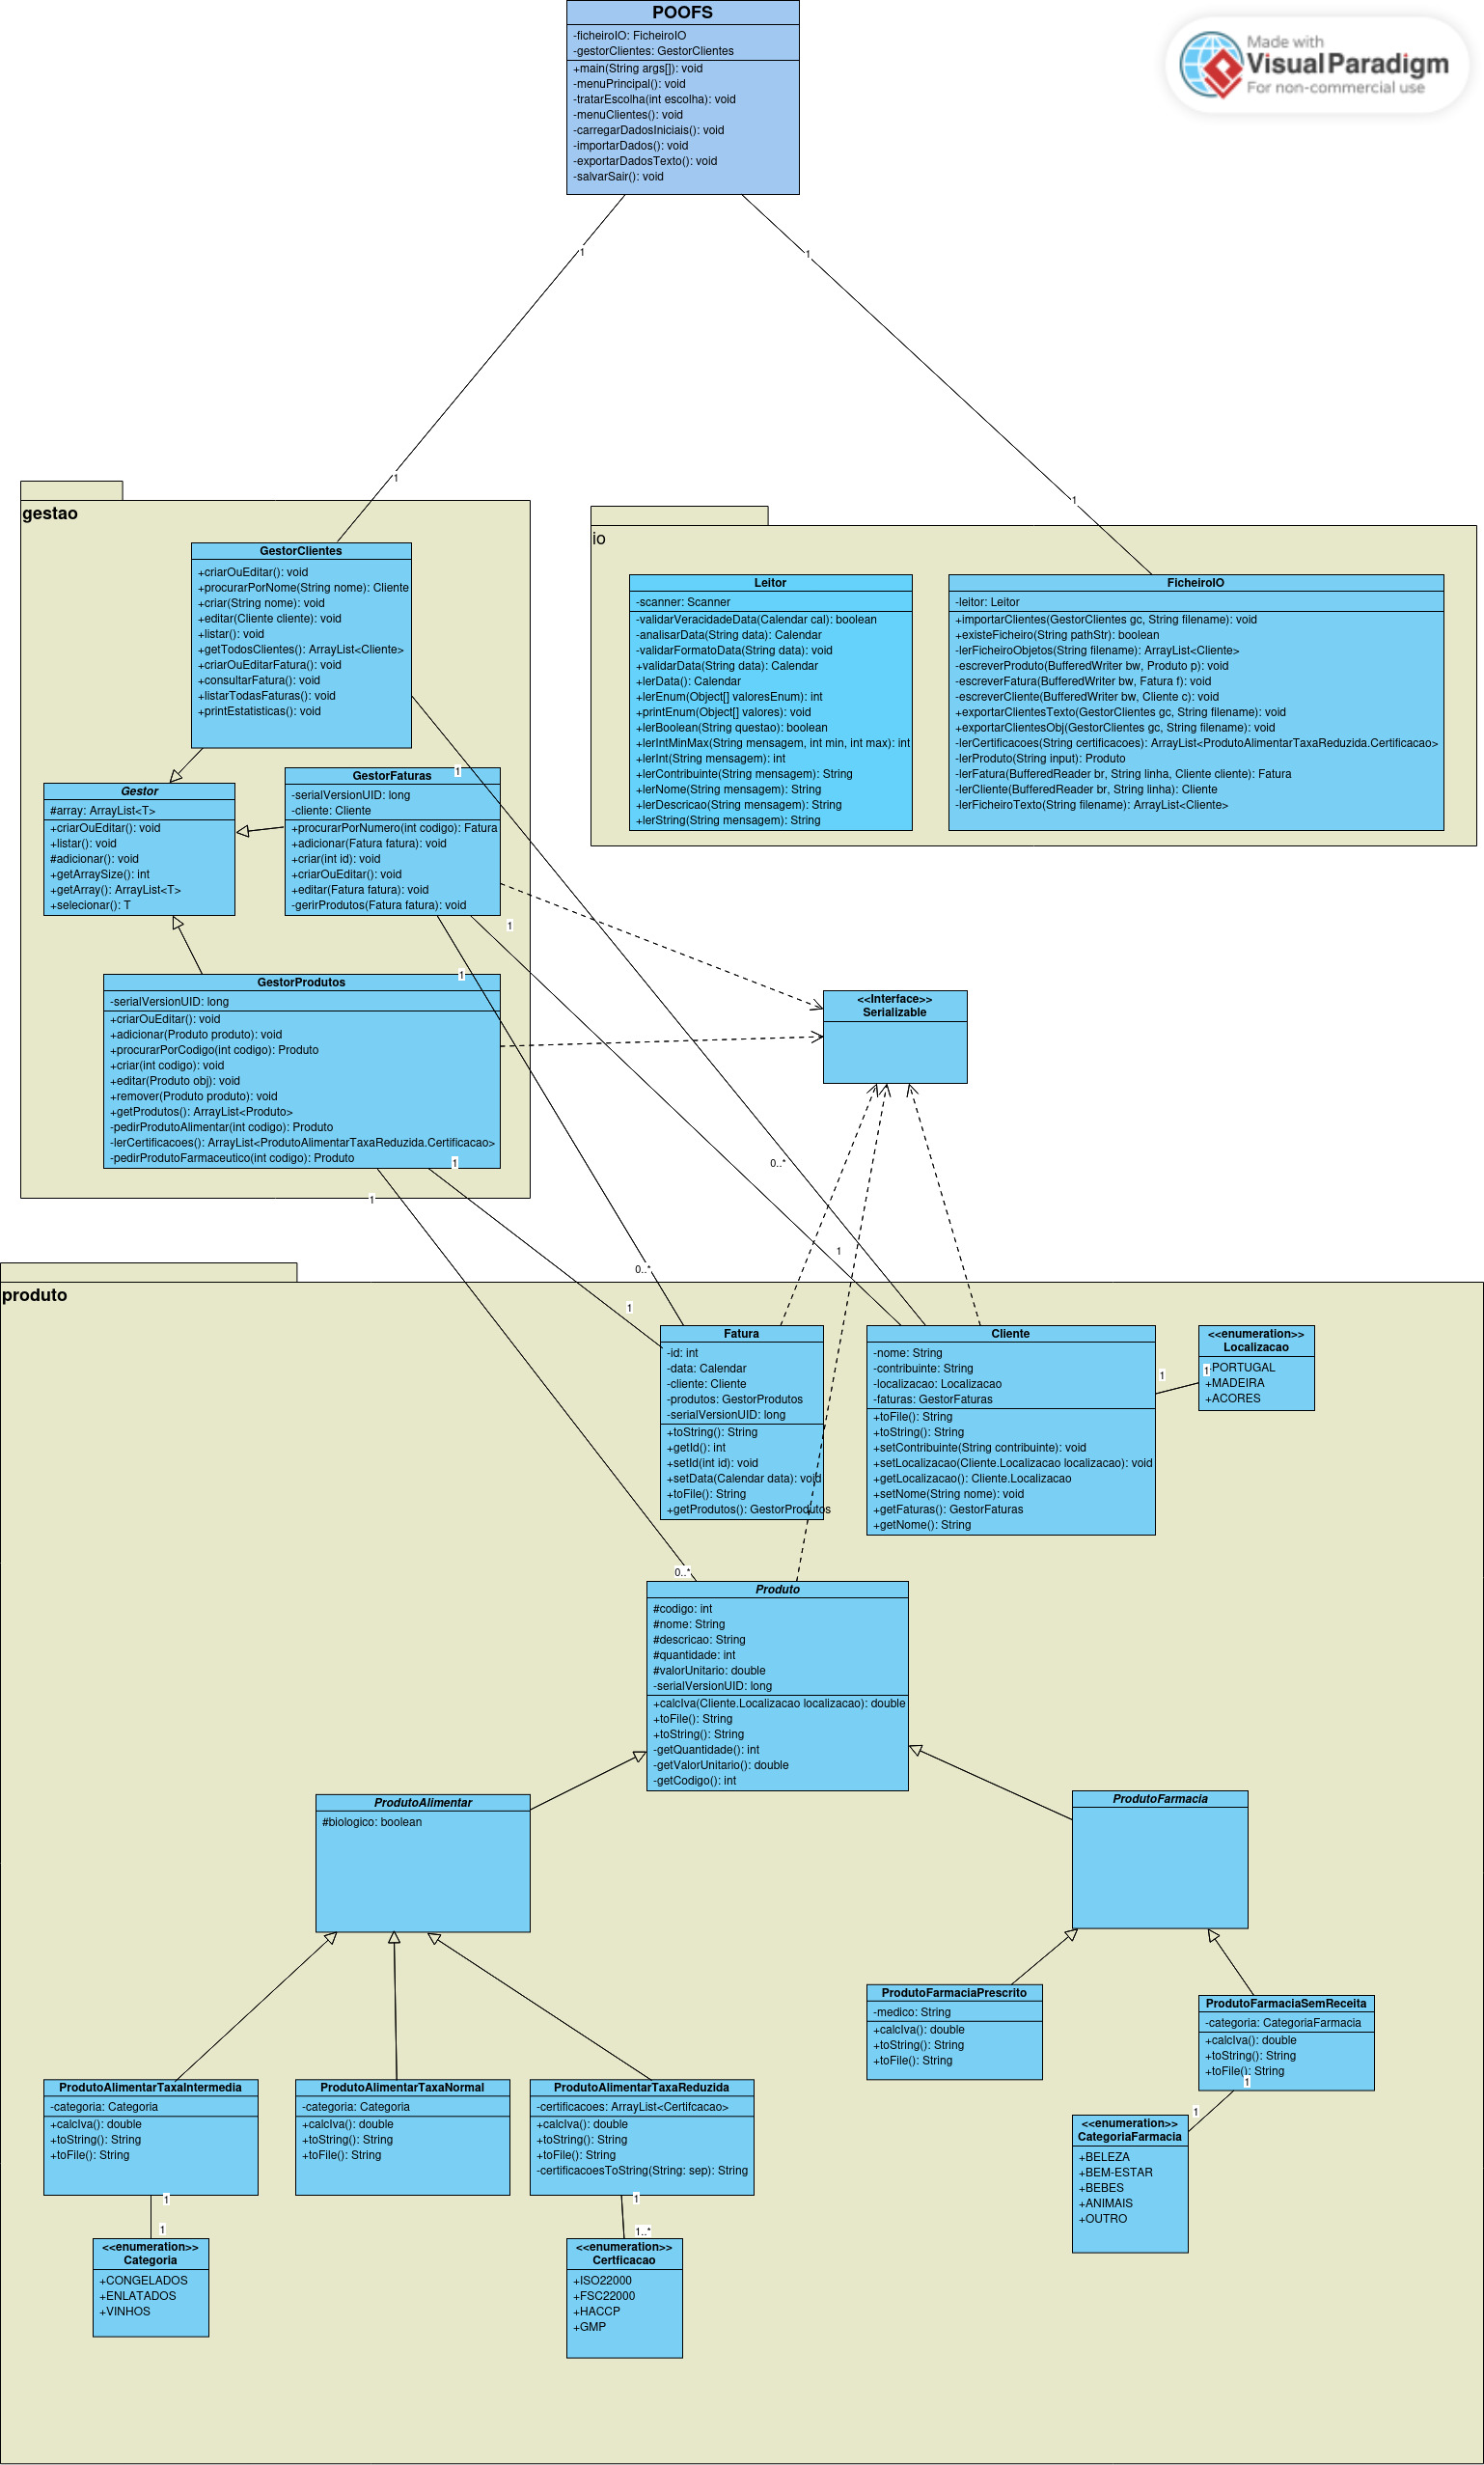 POOFS
-ficheiroIO: FicheiroIO
-gestorClientes: GestorClientes
+main(String args[]): void
-menuPrincipal(): void
-tratarEscolha(int escolha): void
-menuClientes(): void
-carregarDadosIniciais(): void
-importarDados(): void
-exportarDadosTexto(): void
-salvarSair(): void
Made with
VisualParadigm
For non-commercial use
1
1
1
1
gestao
GestorClientes
+criarOuEditar(): void
+procurarPorNome(String nome): Cliente
+criar(String nome): void
+editar(Cliente cliente): void
+listar(): void
+getTodosClientes(): ArrayList<Cliente>
+criarOuEditarFatura(): void
+consultarFatura(): void
+listarTodasFaturas(): void
+printEstatisticas(): void
1
Gestor
#array: ArrayList<T>
+criarOuEditar(): void
+listar(): void
#adicionar(): void
+getArraySize(): int
+getArray(): ArrayList<T>
+selecionar(): T
GestorFaturas
-serialVersionUID: long
-cliente: Cliente
+procurarPorNumero(int codigo): Fatura
+adicionar(Fatura fatura): void
+criar(int id): void
+criarOuEditar(): void
+editar(Fatura fatura): void
-gerirProdutos(Fatura fatura): void
1
1
GestorProdutos
-serialVersionUID: long
+criarOuEditar(): void
+adicionar(Produto produto): void
+procurarPorCodigo(int codigo): Produto
+criar(int codigo): void
+editar(Produto obj): void
+remover(Produto produto): void
+getProdutos(): ArrayList<Produto>
-pedirProdutoAlimentar(int codigo): Produto
-lerCertificacoes(): ArrayList<ProdutoAlimentarTaxaReduzida.Certificacao>
-pedirProdutoFarmaceutico(int codigo): Produto
1
1
io
Leitor
-scanner: Scanner
-validarVeracidadeData(Calendar cal): boolean
-analisarData(String data): Calendar
-validarFormatoData(String data): void
+validarData(String data): Calendar
+lerData(): Calendar
+lerEnum(Object[] valoresEnum): int
+printEnum(Object[] valores): void
+lerBoolean(String questao): boolean
+lerIntMinMax(String mensagem, int min, int max): int
+lerInt(String mensagem): int
+lerContribuinte(String mensagem): String
+lerNome(String mensagem): String
+lerDescricao(String mensagem): String
+lerString(String mensagem): String
FicheiroIO
-leitor: Leitor
+importarClientes(GestorClientes gc, String filename): void
+existeFicheiro(String pathStr): boolean
-lerFicheiroObjetos(String filename): ArrayList<Cliente>
-escreverProduto(BufferedWriter bw, Produto p): void
-escreverFatura(BufferedWriter bw, Fatura f): void
-escreverCliente(BufferedWriter bw, Cliente c): void
+exportarClientesTexto(GestorClientes gc, String filename): void
+exportarClientesObj(GestorClientes gc, String filename): void
-lerCertificacoes(String certificacoes): ArrayList<ProdutoAlimentarTaxaReduzida.Certificacao>
-lerProduto(String input): Produto
-lerFatura(BufferedReader br, String linha, Cliente cliente): Fatura
-lerCliente(BufferedReader br, String linha): Cliente
-lerFicheiroTexto(String filename): ArrayList<Cliente>
<<Interface>>
Serializable
0..*
1
0..*
1
produto
Fatura
-id: int
-data: Calendar
-cliente: Cliente
-produtos: GestorProdutos
-serialVersionUID: long
+toString(): String
+getId(): int
+setId(int id): void
+setData(Calendar data): void
+toFile(): String
+getProdutos(): GestorProdutos
Cliente
-nome: String
-contribuinte: String
-localizacao: Localizacao
-faturas: GestorFaturas
+toFile(): String
+toString(): String
+setContribuinte(String contribuinte): void
+setLocalizacao(Cliente.Localizacao localizacao): void
+getLocalizacao(): Cliente.Localizacao
+setNome(String nome): void
+getFaturas(): GestorFaturas
+getNome(): String
1
1
<<enumeration>>
Localizacao
+PORTUGAL
+MADEIRA
+ACORES
0..*
Produto
#codigo: int
#nome: String
#descricao: String
#quantidade: int
#valorUnitario: double
-serialVersionUID: long
+calcIva(Cliente.Localizacao localizacao): double
+toFile(): String
+toString(): String
-getQuantidade(): int
-getValorUnitario(): double
-getCodigo(): int
ProdutoAlimentar
#biologico: boolean
ProdutoFarmacia
ProdutoFarmaciaPrescrito
-medico: String
+calcIva(): double
+toString(): String
+toFile(): String
ProdutoFarmaciaSemReceita
-categoria: CategoriaFarmacia
+calcIva(): double
+toString(): String
+toFile(): String
1
1
<<enumeration>>
CategoriaFarmacia
+BELEZA
+BEM-ESTAR
+BEBES
+ANIMAIS
+OUTRO
ProdutoAlimentarTaxaIntermedia
-categoria: Categoria
+calcIva(): double
+toString(): String
+toFile(): String
ProdutoAlimentarTaxaNormal
-categoria: Categoria
+calcIva(): double
+toString(): String
+toFile(): String
ProdutoAlimentarTaxaReduzida
-certificacoes: ArrayList<Certifcacao>
+calcIva(): double
+toString(): String
+toFile(): String
-certificacoesToString(String: sep): String
1
1
<<enumeration>>
Categoria
+CONGELADOS
+ENLATADOS
+VINHOS
1
1..*
<<enumeration>>
Certficacao
+ISO22000
+FSC22000
+HACCP
+GMP